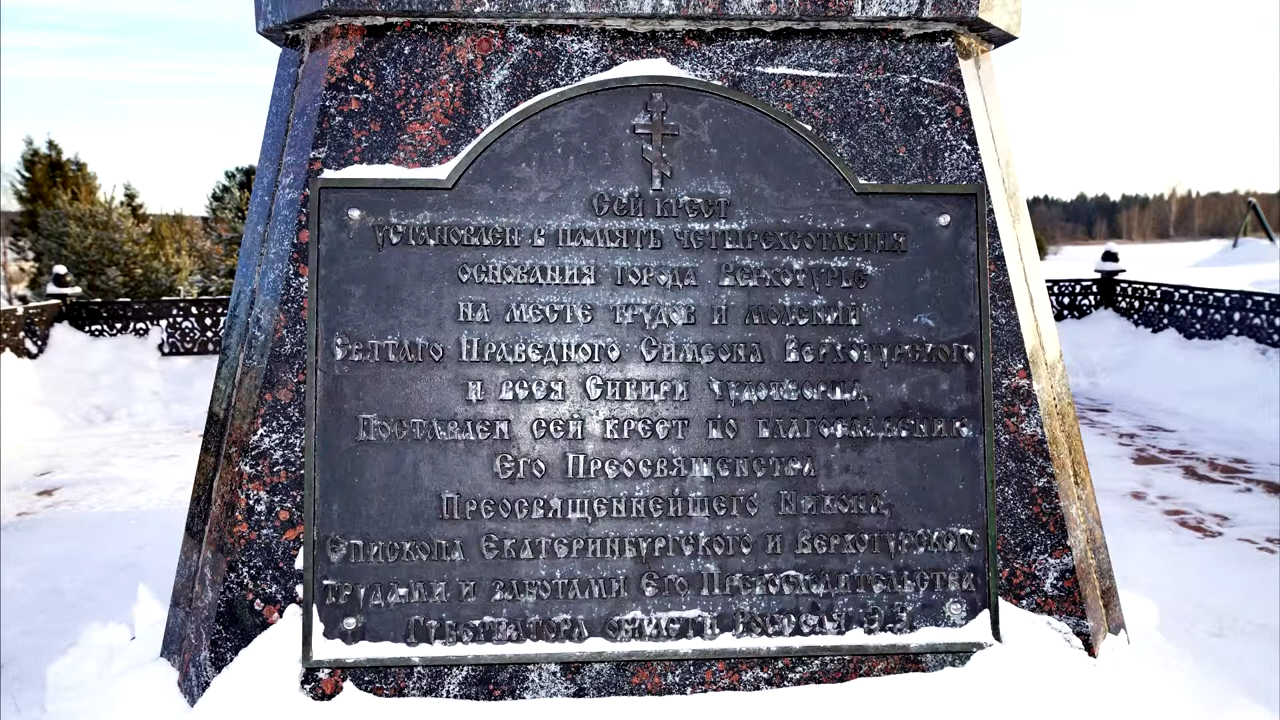 Сей крест
установлен в память четырехсотлетия
основания города Верхотурье
на месте трудов и молений
Святаго Праведного Симеона Верхотурского
и всея Сибири чудотворца.
Поставлен сей крест по благословению
Его Преосвященства
Преосвященнейшего Никона,
Епископа Екатеринбургского и Верхотурского
трудами и заботами Его Превосходительства
Губернатора области Росселя Э.Э.